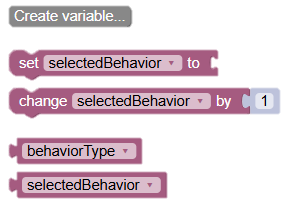 Create variable...
set selectedBehavior to
change selectedBehavior by 1
behaviorType
selectedBehavior